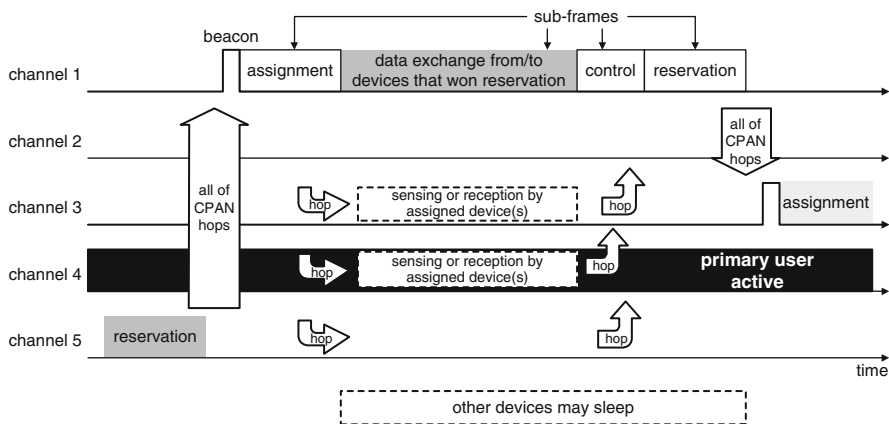 sub-frames
beacon
channel 1
assignment
data exchange from/to
devices that won reservation
control
reservation
channel 2
all of
CPAN
hops
all of
CPAN
hops
channel 3
hop
sensing or reception by
assigned device(s)
hop
assignment
channel 4
hop
sensing or reception by
assigned device(s)
hop
primary user
active
channel 5
reservation
hop
hop
time
other devices may sleep